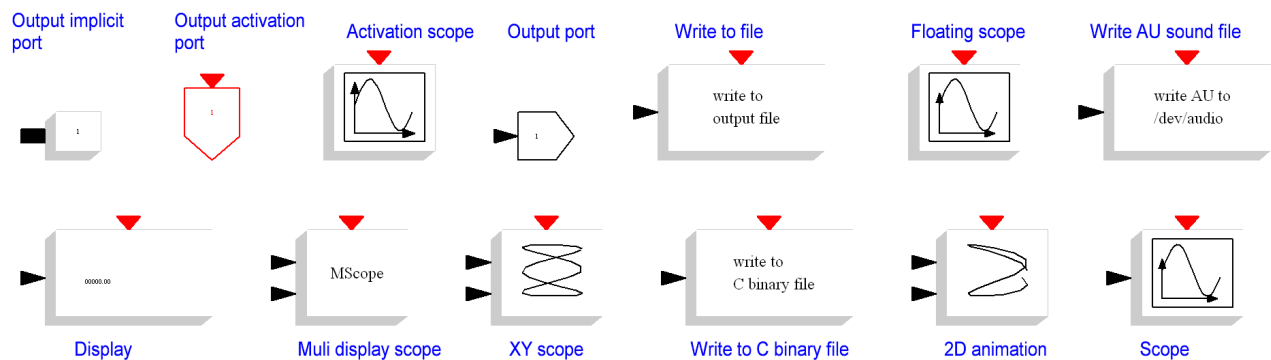 Output implicit
port
Output activation
port
Activation scope
Output port
Write to file
Floating scope
Write AU sound file
1
1
1
write to
output file
write AU to
/dev/audio
00000.00
MScope
write to
C binary file
Display
Muli display scope
XY scope
Write to C binary file
2D animation
Scope